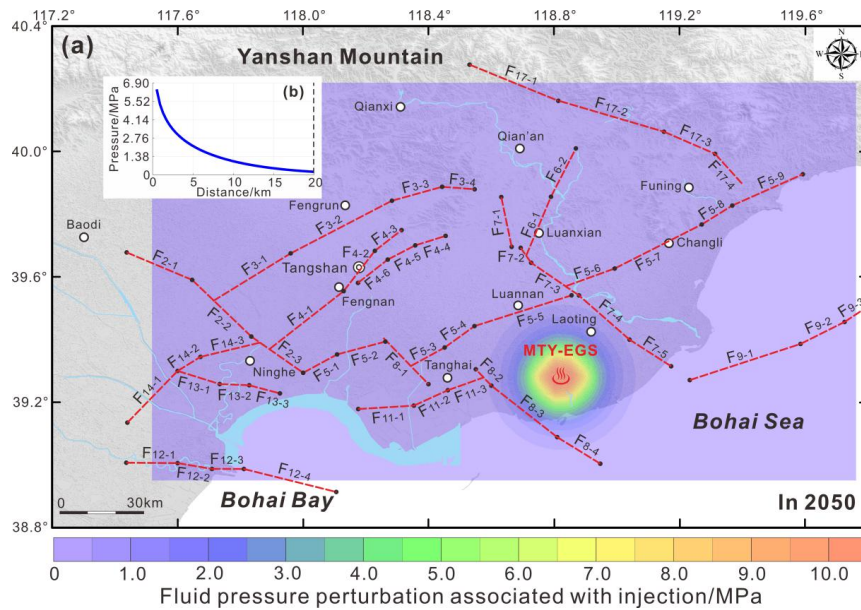 117.2° 117.6° 118.0° 118.4° 118.8° 119.2° 119.6°
40.4°
40.0°
39.6°
39.2°
38.8°
(a)
Yanshan Mountain
N
W E
S
(b)
6.90
5.52
4.14
2.76
1.38
0
Pressure/MPa
0 5 10 15 20
Distance/km
Qianxi
Qian'an
Funing
Fengrun
Baodi
Luanxian
Changli
Tangshan
Fengnan
Luannan
Laoting
Ninghe
Tanghai
MTY-EGS
Bohai Sea
Bohai Bay
In 2050
0 30km
F17-1
F17-2
F17-3
F17-4
F6-2
F6-1
F5-9
F5-8
F5-7
F5-6
F5-5
F5-4
F5-3
F5-2
F5-1
F3-4
F3-3
F3-2
F3-1
F4-3
F4-2
F4-4
F4-5
F4-6
F4-1
F7-1
F7-2
F7-3
F7-4
F7-5
F2-1
F2-2
F2-3
F14-3
F14-2
F14-1
F13-1
F13-2
F13-3
F12-1
F12-2
F12-3
F12-4
F8-1
F8-2
F8-3
F8-4
F11-1
F11-2
F11-3
F9-1
F9-2
F9-3
0 1.0 2.0 3.0 4.0 5.0 6.0 7.0 8.0 9.0 10.0
Fluid pressure perturbation associated with injection/MPa